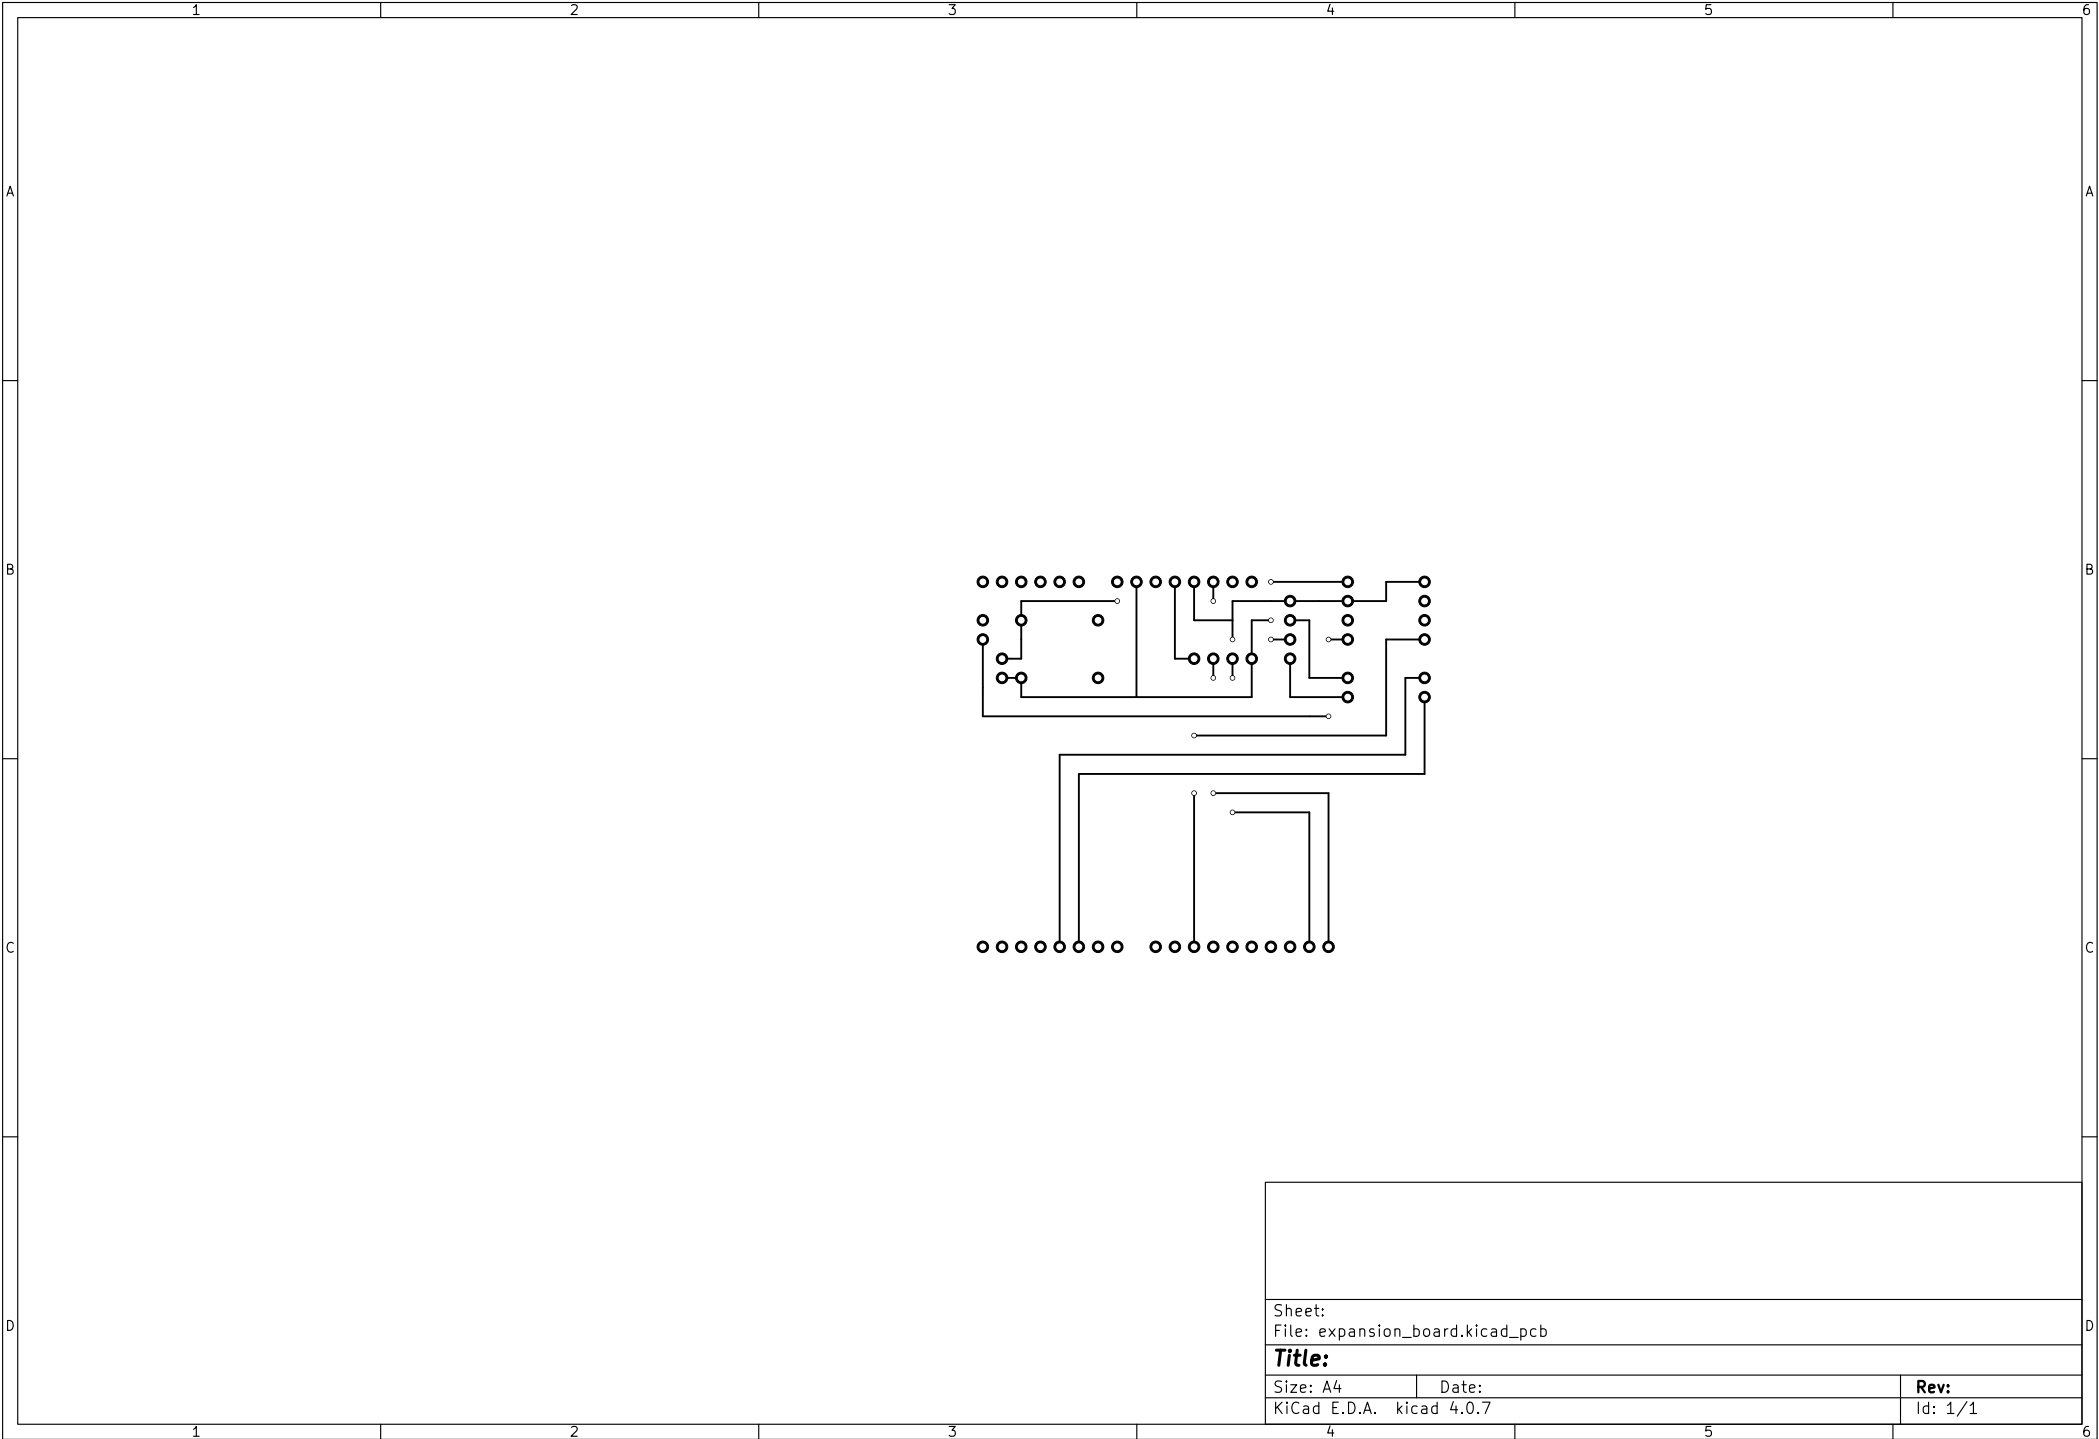 1 2 3 4 5 6
A A
B B
C C
D D
Sheet:
File: expansion_board.kicad_pcb
Title:
Size: A4 Date: Rev:
KiCad E.D.A. kicad 4.0.7 Id: 1/1
1 2 3 4 5 6